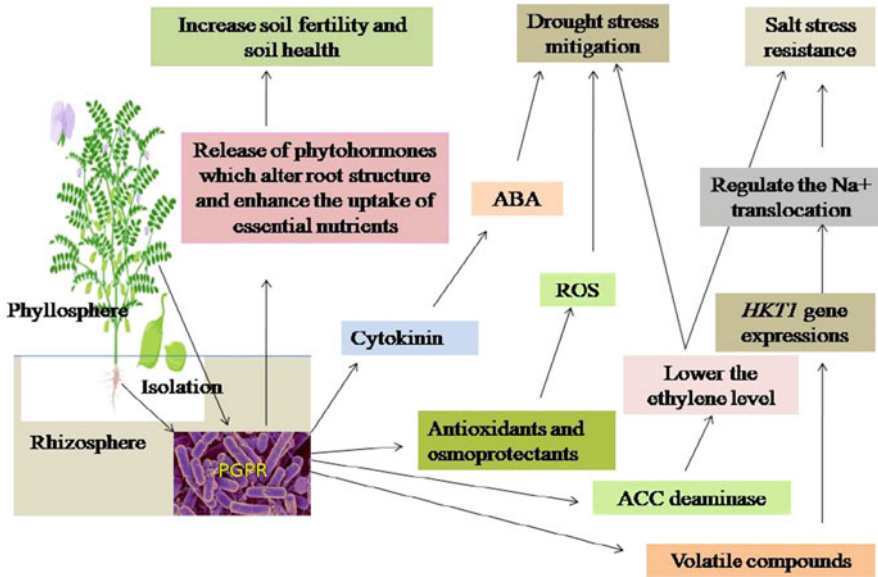 Increase soil fertility and
soil health
Drought stress
mitigation
Salt stress
resistance
Release of phytohormones
which alter root structure
and enhance the uptake of
essential nutrients
ABA
Regulate the Na+
translocation
Phyllosphere
ROS
HKT1 gene
expressions
Cytokinin
Isolation
Lower the
ethylene level
Rhizosphere
PGPR
Antioxidants and
osmoprotectants
ACC deaminase
Volatile compounds